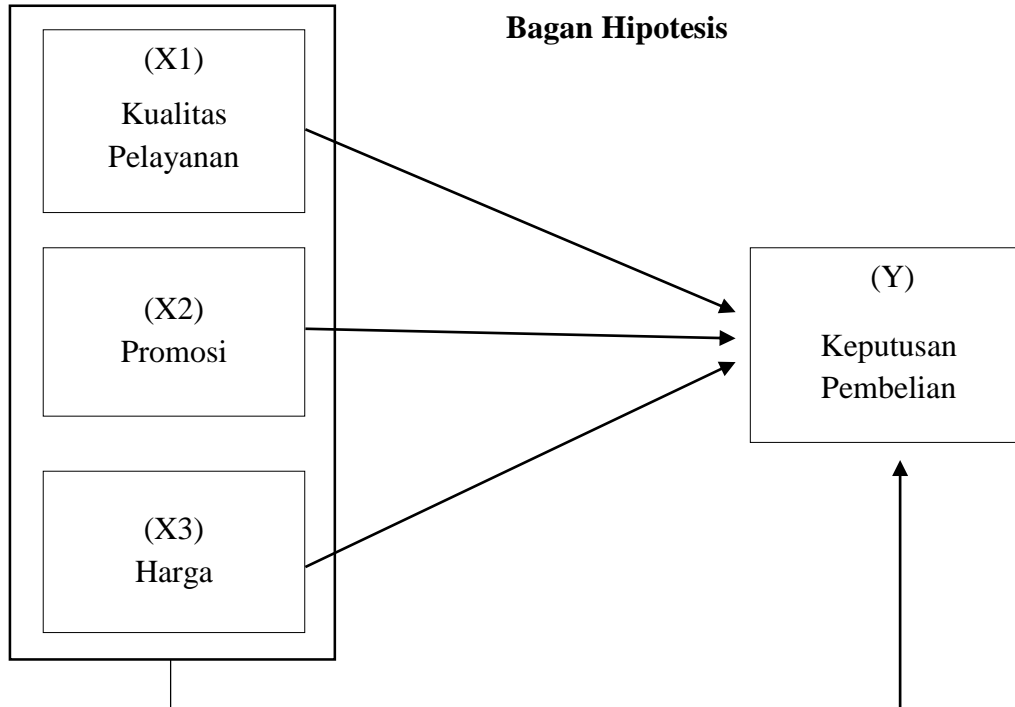 Bagan Hipotesis
(X1)
Kualitas
Pelayanan
(X2)
Promosi
(X3)
Harga
(Y)
Keputusan
Pembelian